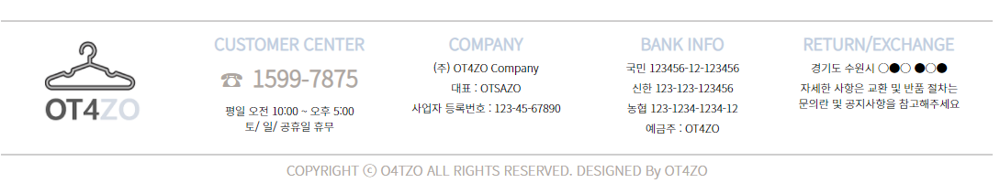 OT4ZO
CUSTOMER CENTER
☎ 1599-7875
평일 오전 10:00 ~ 오후 5:00
토/ 일/ 공휴일 휴무
COMPANY
(주) OT4ZO Company
대표 : OTSAZO
사업자 등록번호 : 123-45-67890
BANK INFO
국민 123456-12-123456
신한 123-123-123456
농협 123-1234-1234-12
예금주 : OT4ZO
RETURN/EXCHANGE
경기도 수원시 ○●○ ●○●
자세한 사항은 교환 및 반품 절차는
문의란 및 공지사항을 참고해주세요
COPYRIGHT ⓒ O4TZO ALL RIGHTS RESERVED. DESIGNED By OT4ZO